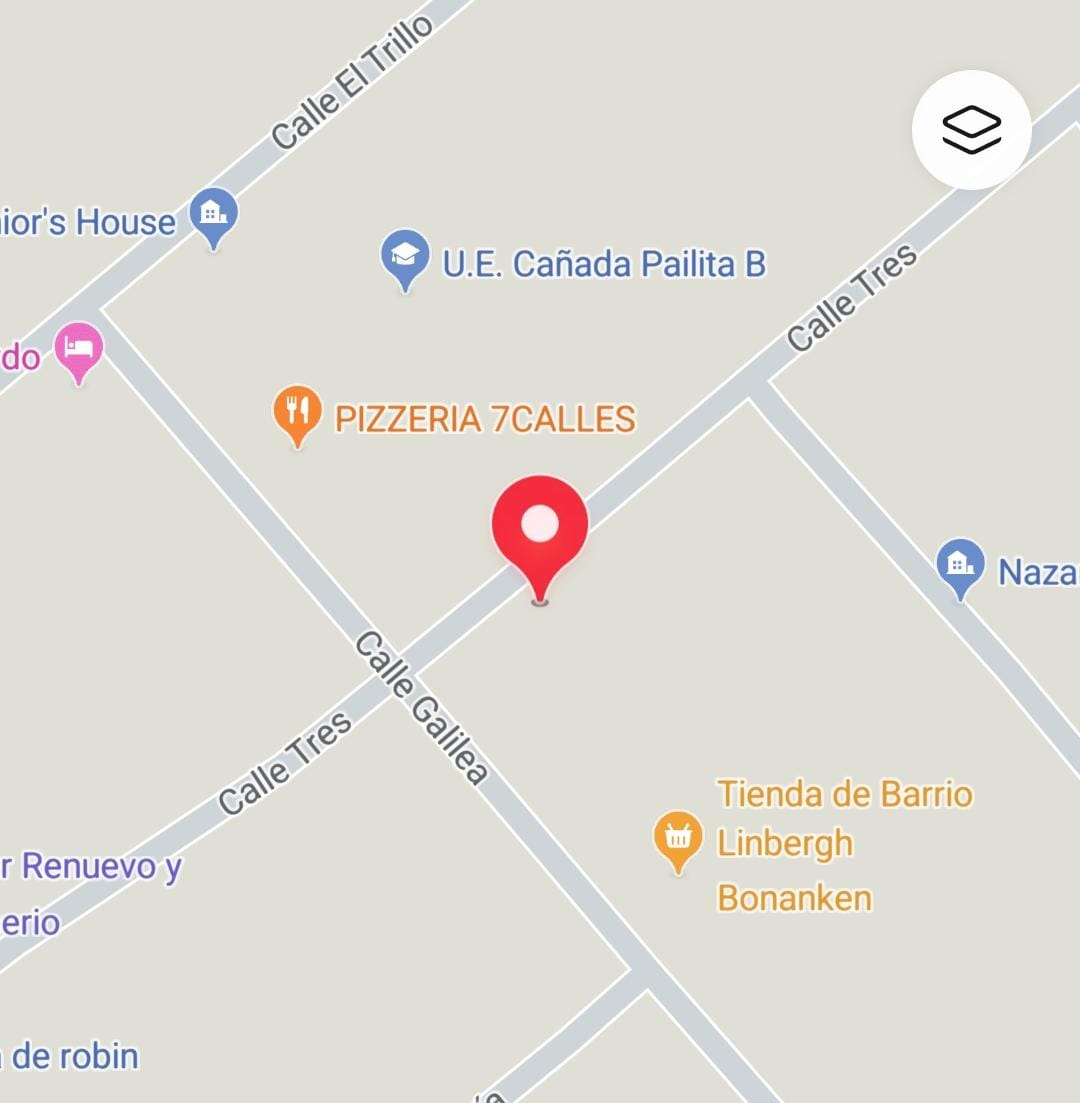 Calle El Trillo
ior's House
U.E. Cañada Pailita B
Calle Tres
do
PIZZERIA 7CALLES
Naza
Calle Galilea
Calle Tres
Tienda de Barrio
Linbergh
Bonanken
r Renuevo y
erio
de robin